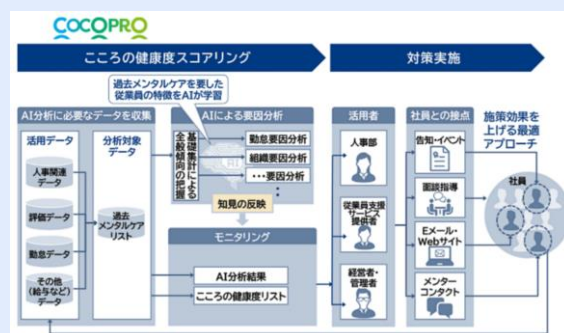 COCOPRO
こころの健康度スコアリング
対策実施
過去メンタルケアを要した
従業員の特徴をAIが学習
AI分析に必要なデータを収集
活用データ
人事関連
データ
評価データ
勤怠データ
その他
(給与など)
データ
分析対象
データ
過去
メンタルケア
リスト
AIによる要因分析
基礎集計による
全般傾向の把握
勤怠要因分析
組織要因分析
・・・要因分析
知見の反映
モニタリング
AI分析結果
こころの健康度リスト
活用者
人事部
従業員支援
サービス
提供者
経営者・
管理者
社員との接点
告知・イベント
面談指導
Eメール・
Webサイト
メンター
コンタクト
施策効果を
上げる最適
アプローチ
社員